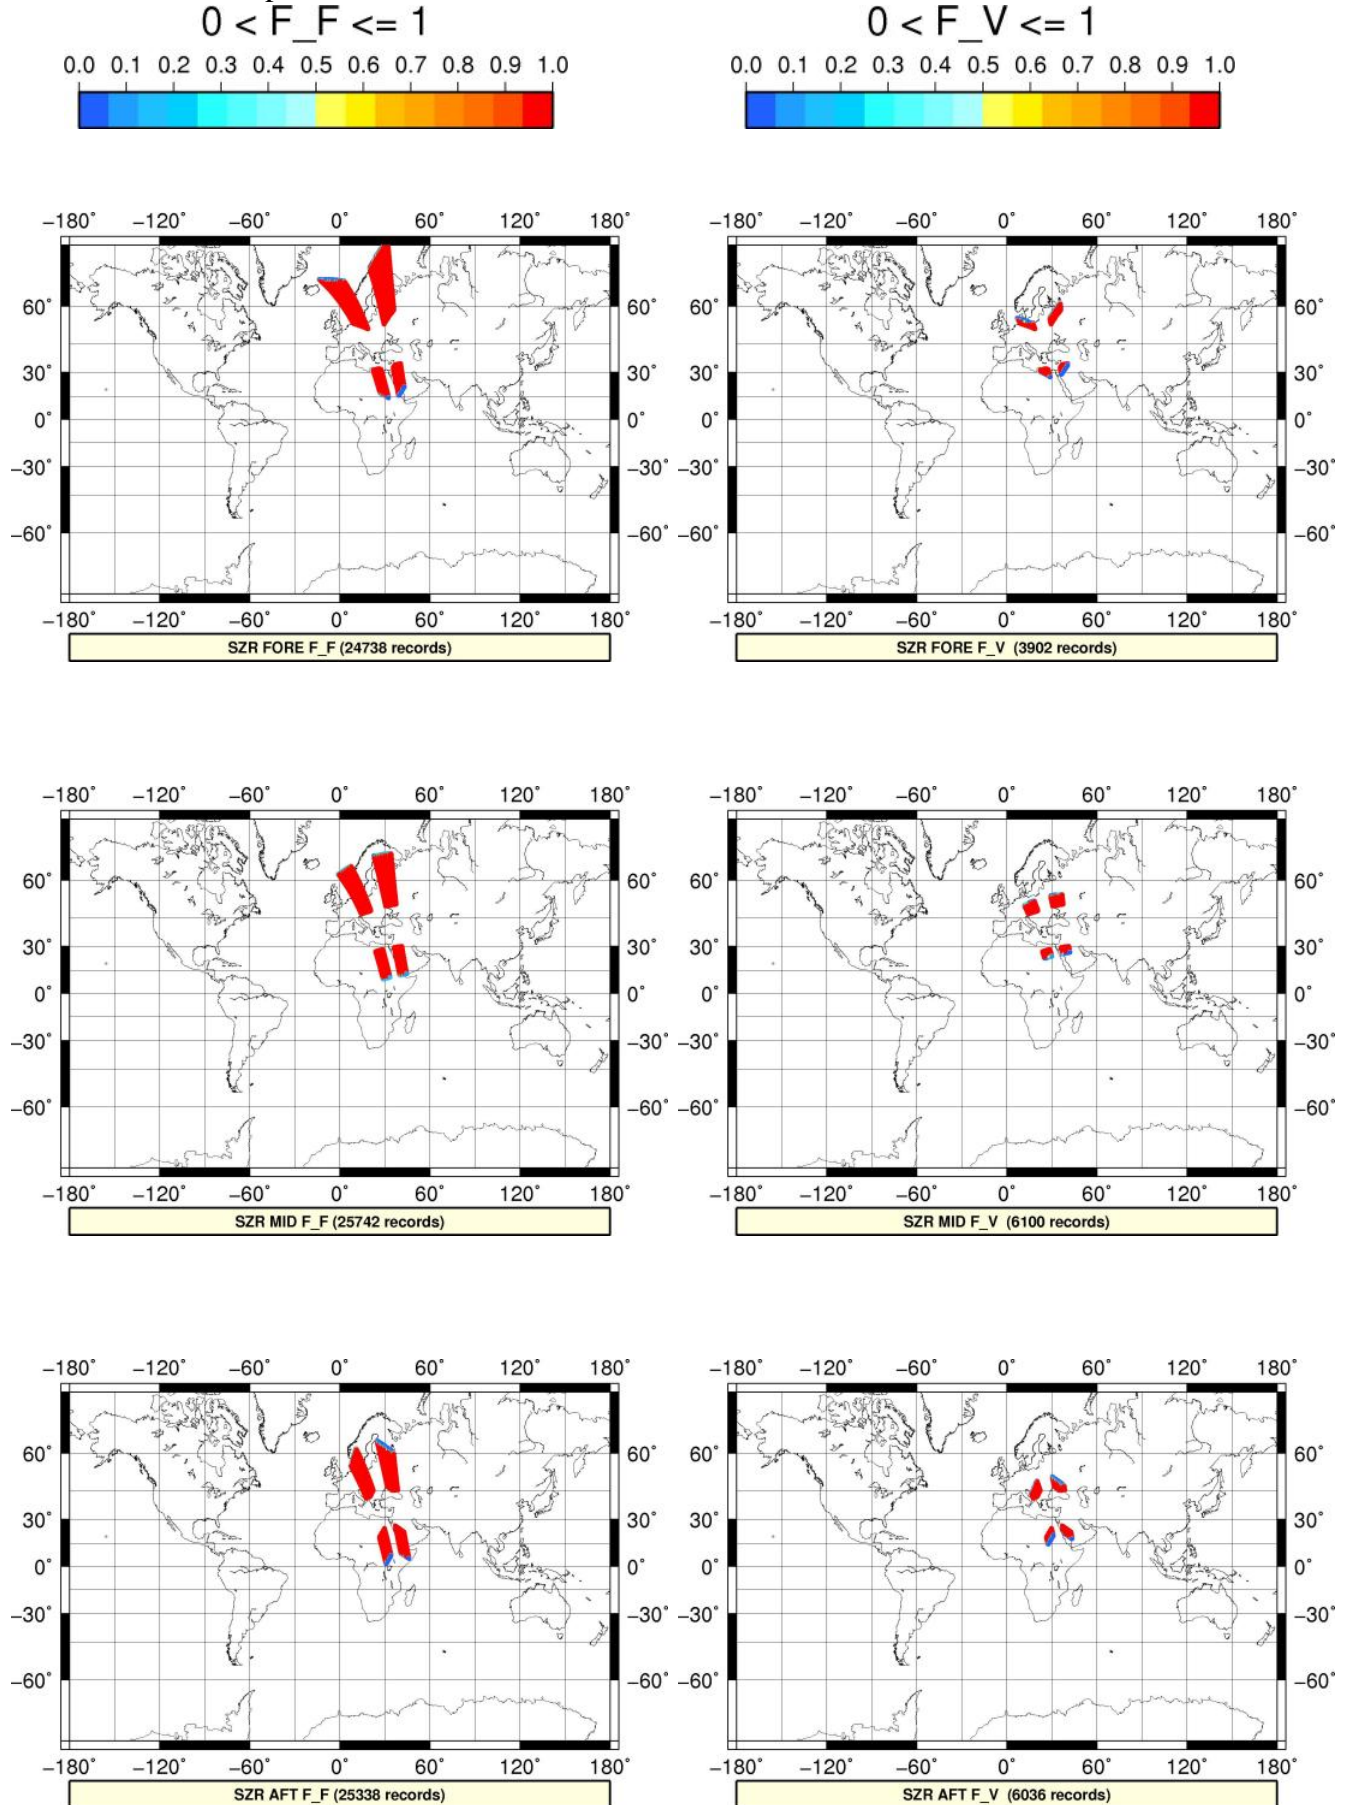 0 < F_F <= 1
0 < F_V <= 1
0.0 0.1 0.2 0.3 0.4 0.5 0.6 0.7 0.8 0.9 1.0
0.0 0.1 0.2 0.3 0.4 0.5 0.6 0.7 0.8 0.9 1.0
−180° −120° −60° 0° 60° 120° 180°
−180° −120° −60° 0° 60° 120° 180°
60° 60° 60° 60°
30° 30° 30° 30°
0° 0° 0° 0°
−30° −30° −30° −30°
−60° −60° −60° −60°
−180° −120° −60° 0° 60° 120° 180°
−180° −120° −60° 0° 60° 120° 180°
SZR FORE F_F (24738 records)
SZR FORE F_V (3902 records)
−180° −120° −60° 0° 60° 120° 180°
−180° −120° −60° 0° 60° 120° 180°
60° 60° 60° 60°
30° 30° 30° 30°
0° 0° 0° 0°
−30° −30° −30° −30°
−60° −60° −60° −60°
−180° −120° −60° 0° 60° 120° 180°
−180° −120° −60° 0° 60° 120° 180°
SZR MID F_F (25742 records)
SZR MID F_V (6100 records)
−180° −120° −60° 0° 60° 120° 180°
−180° −120° −60° 0° 60° 120° 180°
60° 60° 60° 60°
30° 30° 30° 30°
0° 0° 0° 0°
−30° −30° −30° −30°
−60° −60° −60° −60°
−180° −120° −60° 0° 60° 120° 180°
−180° −120° −60° 0° 60° 120° 180°
SZR AFT F_F (25338 records)
SZR AFT F_V (6036 records)